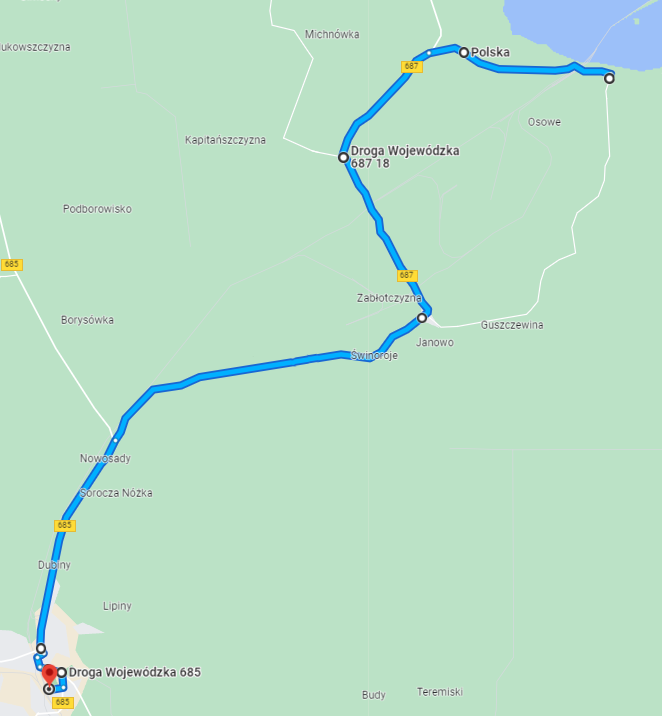 Michnówka
ukowszczyzna
Polska
687
Osowe
Kapitańszczyzna
Droga Wojewódzka
687 18
Podborowisko
685
687
Zabłotczyzna
Borysówka
Guszczewina
Janowo
Świnoroje
Nowosady
Sorocza Nóżka
685
Dubiny
Lipiny
Droga Wojewódzka 685
685
Budy
Teremiski